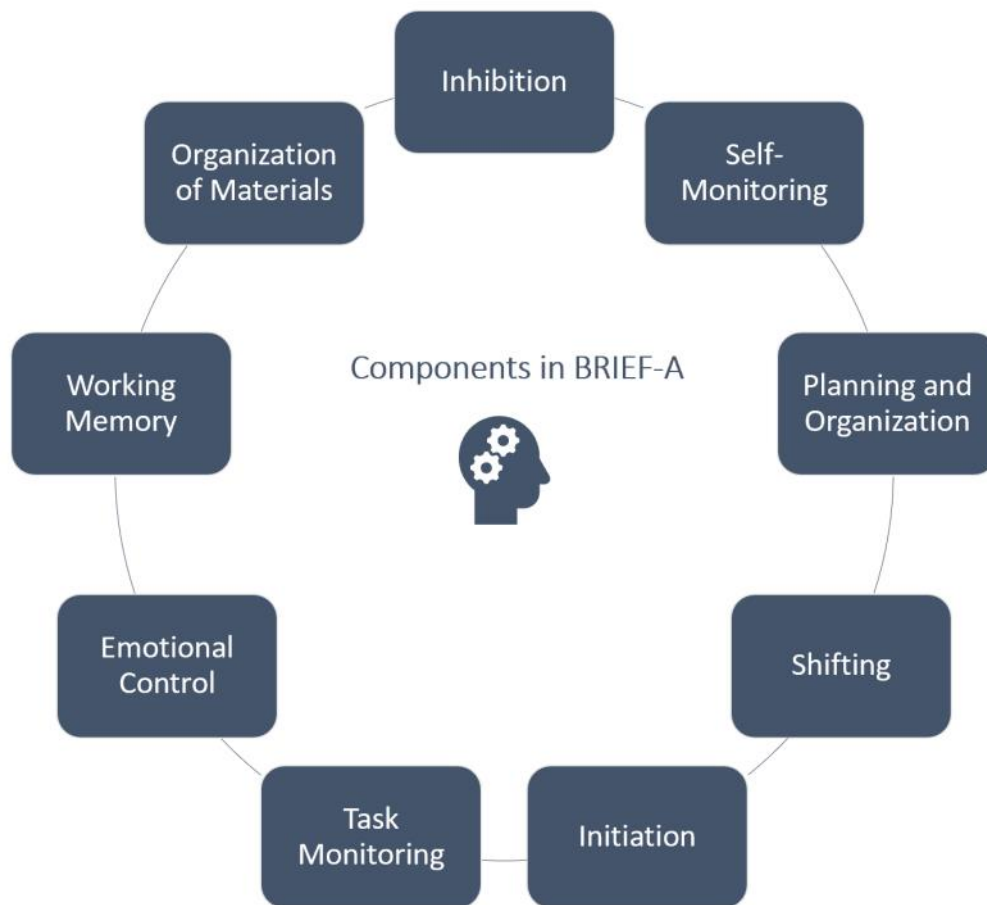 Inhibition
Self-
Monitoring
Planning and
Organization
Shifting
Initiation
Task
Monitoring
Emotional
Control
Working
Memory
Organization
of Materials
Components in BRIEF-A